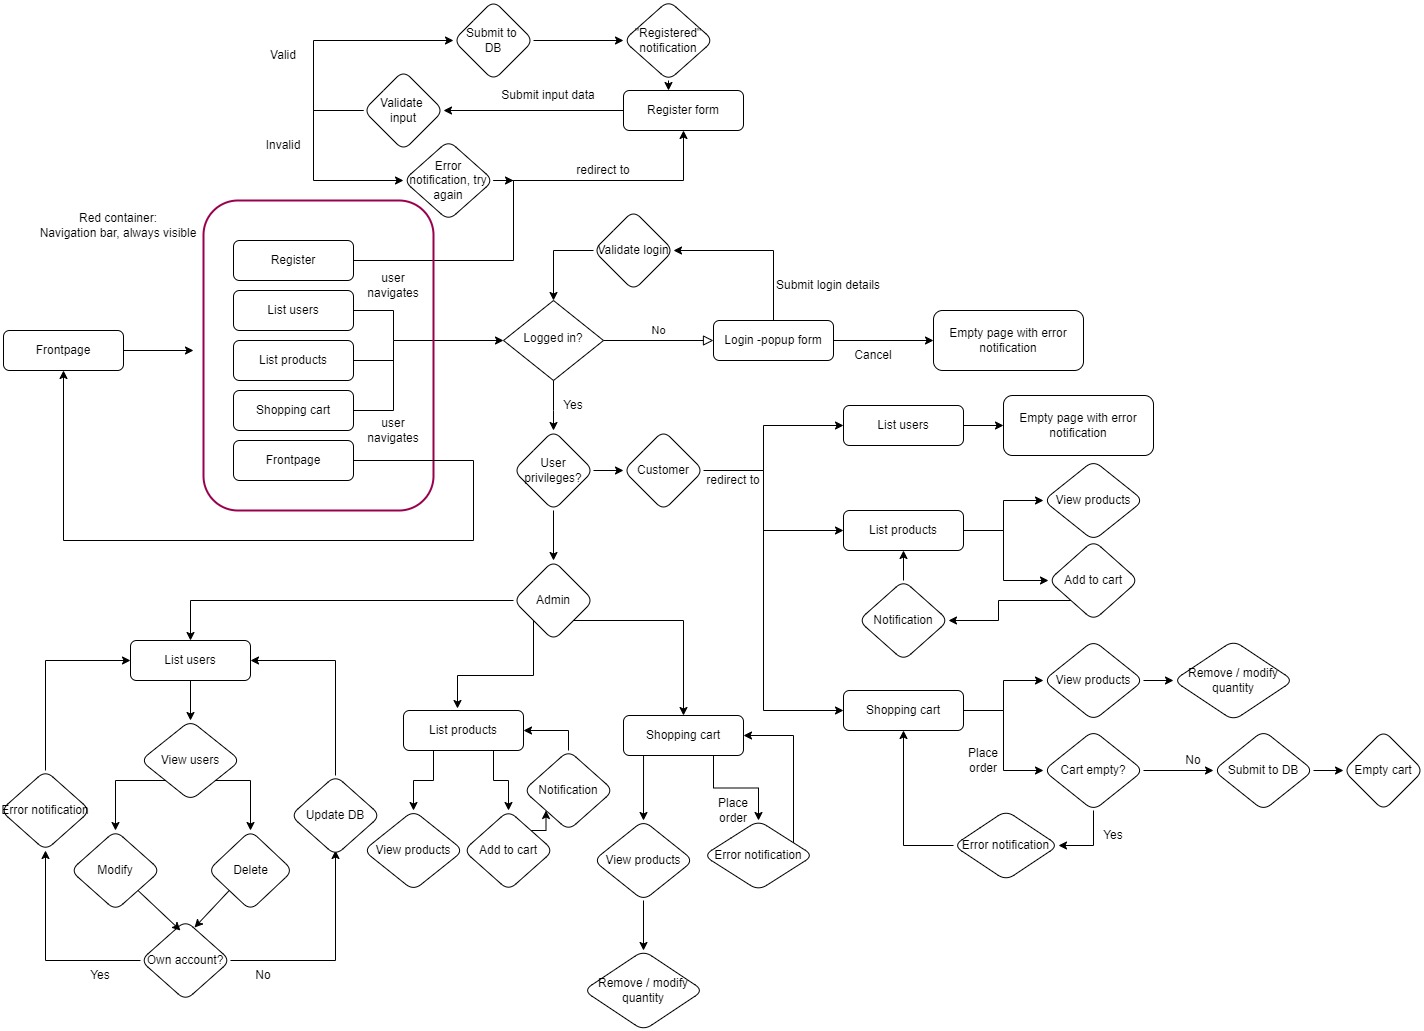 Submit to
DB
"Registered"
notification
Valid
Validate
input
Submit input data
Register form
Invalid
Error
notification, try
again
redirect to
Red container:
Navigation bar, always visible
Register
user
navigates
List users
List products
Shopping cart
user
navigates
Frontpage
Frontpage
Validate login
Submit login details
Logged in?
No
Login -popup form
Cancel
Empty page with error
notification
Yes
User
privileges?
Customer
redirect to
List users
Empty page with error
notification
List products
View products
Add to cart
Notification
Shopping cart
View products
Remove / modify
quantity
Place
order
Cart empty?
No
Submit to DB
Empty cart
Yes
Error notification
Admin
List users
View users
Error notification
Update DB
Modify
Delete
Own account?
Yes
No
List products
Notification
View products
Add to cart
Shopping cart
Place
order
View products
Error notification
Remove / modify
quantity